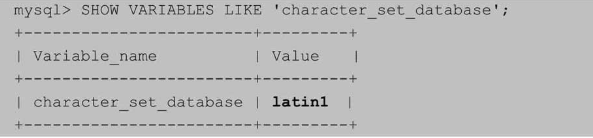 mysql> SHOW VARIABLES LIKE 'character_set_database';
+------------------------+---------+
| Variable_name | Value |
+------------------------+---------+
| character_set_database | latin1 |
+------------------------+---------+